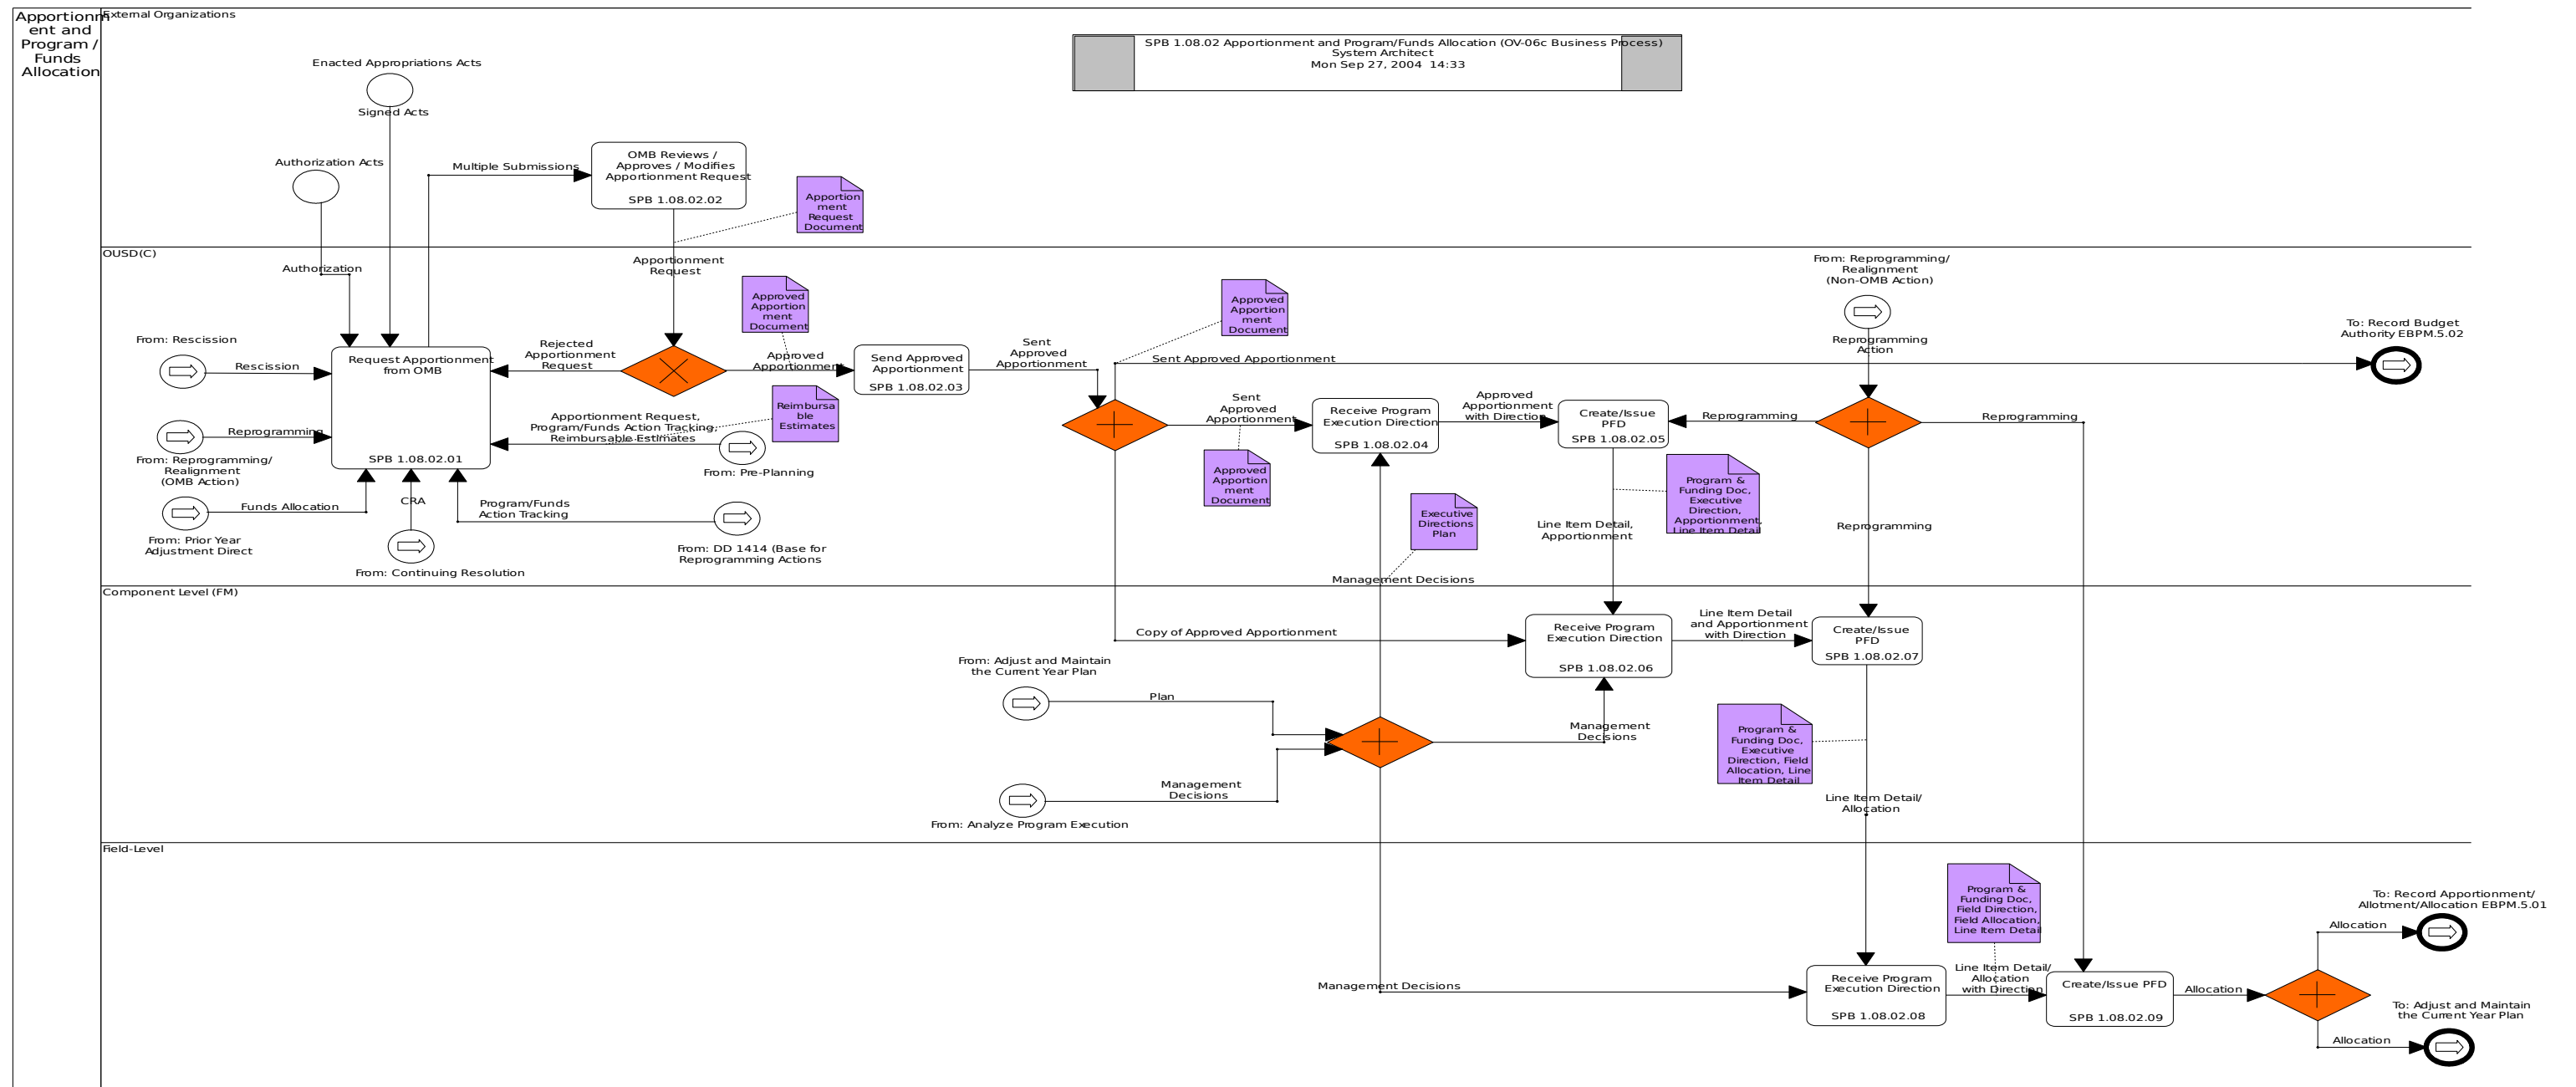 Apportionm
ent and
Program /
Funds
Allocation
External Organizations
SPB 1.08.02 Apportionment and Program/Funds Allocation (OV-06c Business Process)
System Architect
Mon Sep 27, 2004  14:33
Enacted Appropriations Acts
Signed Acts
Authorization Acts
Multiple Submissions
OMB Reviews /
Approves / Modifies
Apportionment Request
SPB 1.08.02.02
Apportion
ment
Request
Document
OUSD(C)
Authorization
Apportionment
Request
Approved
Apportion
ment
Document
From: Rescission
Rescission
Request Apportionment
from OMB
SPB 1.08.02.01
Rejected
Apportionment
Request
Approved
Apportionment
Send Approved
Apportionment
SPB 1.08.02.03
Sent
Approved
Apportionment
Approved
Apportion
ment
Document
Sent Approved Apportionment
From: Reprogramming/
Realignment
(Non-OMB Action)
Reprogramming
Action
To: Record Budget
Authority EBPM.5.02
Reprogramming
From: Reprogramming/
Realignment
(OMB Action)
Apportionment Request,
Program/Funds Action Tracking,
Reimbursable Estimates
Reimbursa
ble
Estimates
From: Pre-Planning
Sent
Approved
Apportionment
Receive Program
Execution Direction
SPB 1.08.02.04
Approved
Apportionment
with Direction
Create/Issue
PFD
SPB 1.08.02.05
Reprogramming
Reprogramming
Approved
Apportion
ment
Document
Funds Allocation
From: Prior Year
Adjustment Direct
CRA
From: Continuing Resolution
Program/Funds
Action Tracking
From: DD 1414 (Base for
Reprogramming Actions
Executive
Directions
Plan
Management Decisions
Line Item Detail,
Apportionment
Program &
Funding Doc,
Executive
Direction,
Apportionment,
Line Item Detail
Reprogramming
Component Level (FM)
Copy of Approved Apportionment
Receive Program
Execution Direction
SPB 1.08.02.06
Line Item Detail
and Apportionment
with Direction
Create/Issue
PFD
SPB 1.08.02.07
From: Adjust and Maintain
the Current Year Plan
Plan
Management
Decisions
Management
Decisions
From: Analyze Program Execution
Program &
Funding Doc,
Executive
Direction, Field
Allocation, Line
Item Detail
Line Item Detail/
Allocation
Field-Level
Management Decisions
Receive Program
Execution Direction
SPB 1.08.02.08
Program &
Funding Doc,
Field Direction,
Field Allocation,
Line Item Detail
Line Item Detail/
Allocation
with Direction
Create/Issue PFD
SPB 1.08.02.09
Allocation
To: Record Apportionment/
Allotment/Allocation EBPM.5.01
Allocation
To: Adjust and Maintain
the Current Year Plan
Allocation